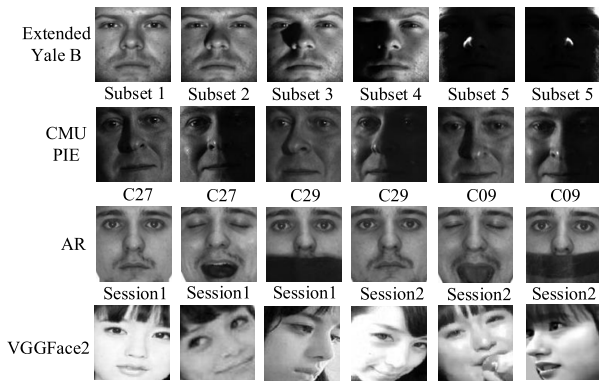 Extended
Yale B
Subset 1 Subset 2 Subset 3 Subset 4 Subset 5 Subset 5
CMU
PIE
C27 C27 C29 C29 C09 C09
AR
Session1 Session1 Session1 Session2 Session2 Session2
VGGFace2